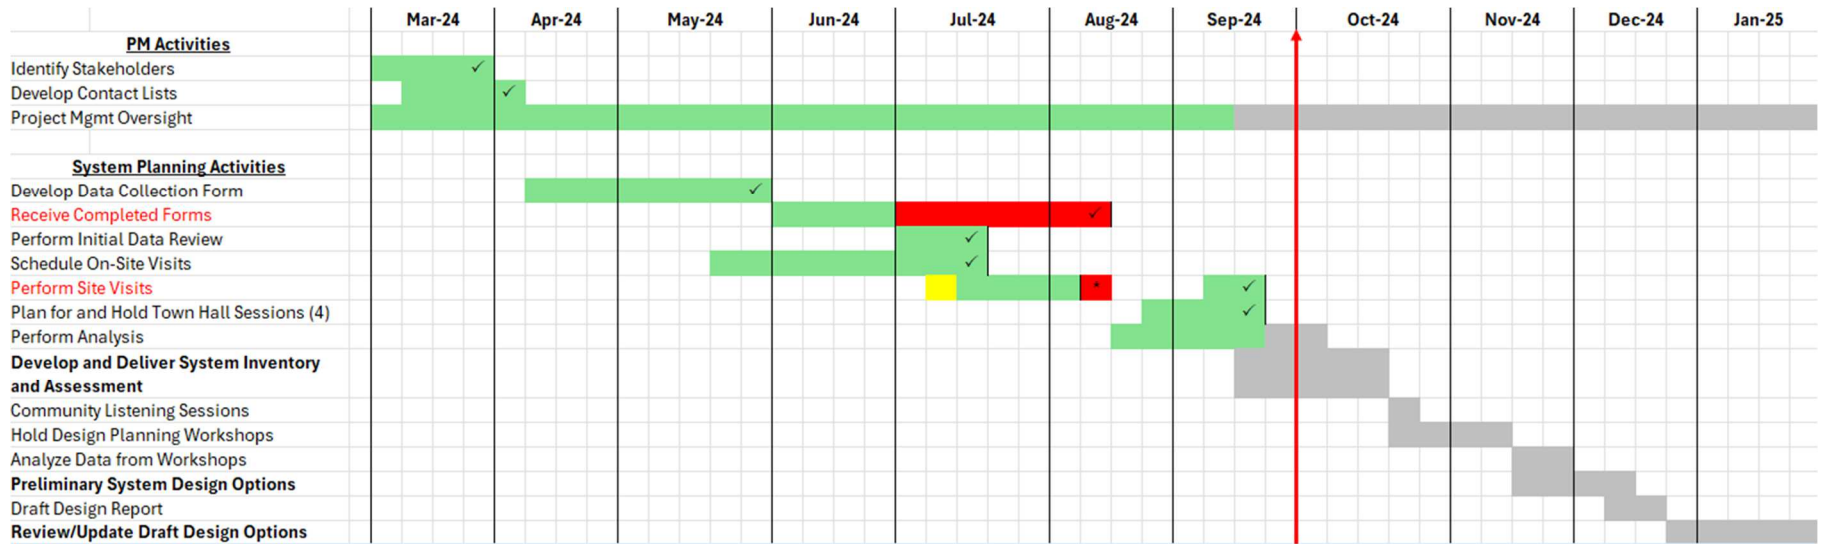 Mar-24 Apr-24 May-24 Jun-24 Jul-24 Aug-24 Sep-24 Oct-24 Nov-24 Dec-24 Jan-25
PM Activities
Identify Stakeholders ✓
Develop Contact Lists ✓
Project Mgmt Oversight
System Planning Activities
Develop Data Collection Form ✓
Receive Completed Forms ✓
Perform Initial Data Review ✓
Schedule On-Site Visits ✓
Perform Site Visits * ✓
Plan for and Hold Town Hall Sessions (4) ✓
Perform Analysis
Develop and Deliver System Inventory
and Assessment
Community Listening Sessions
Hold Design Planning Workshops
Analyze Data from Workshops
Preliminary System Design Options
Draft Design Report
Review/Update Draft Design Options